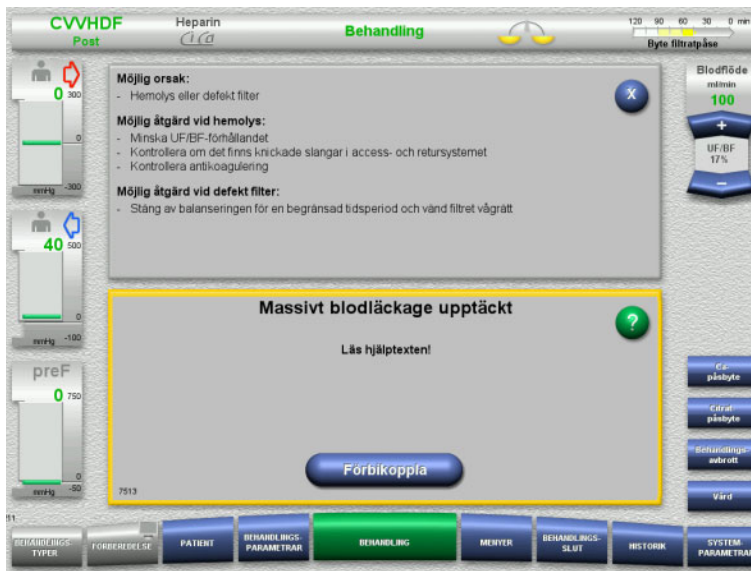 CVVHDF
Post
Heparin
CiCa
Behandling
120 90 60 30 0 min
Byte filtratpåse
0 300
0
mmHg -300
40 500
0
mmHg -100
preF
0 750
0
mmHg -50
Möjlig orsak:
- Hemolys eller defekt filter
Möjlig åtgärd vid hemolys:
- Minska UF/BF-förhållandet
- Kontrollera om det finns knickade slangar i access- och retursystemet
- Kontrollera antikoagulering
Möjlig åtgärd vid defekt filter:
- Stäng av balanseringen för en begränsad tidsperiod och vänd filtret vågrätt
X
Massivt blodläckage upptäckt
?
Läs hjälptexten!
Förbikoppla
7513
Blodflöde
ml/min
100
+
UF/BF
17%
−
Ca-
påsbyte
Citrat-
påsbyte
Behandlings-
avbrott
Vård
BEHANDLINGS-
TYPER
FÖRBEREDELSE
PATIENT
BEHANDLINGS-
PARAMETRAR
BEHANDLING
MENYER
BEHANDLINGS-
SLUT
HISTORIK
SYSTEM-
PARAMETRAR